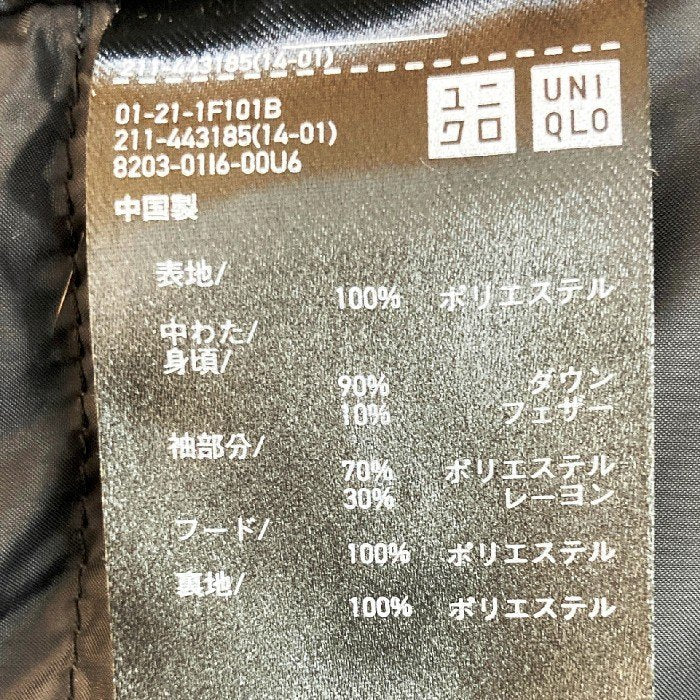 211-443185(14-01)
01-21-1F101B
211-443185(14-01)
8203-01I6-00U6
ユニクロ
UNIQLO
中国製
表地/
100% ポリエステル
中わた/
身頃/
90% ダウン
10% フェザー
袖部分/
70% ポリエステル
30% レーヨン
フード/
100% ポリエステル
裏地/
100% ポリエステル